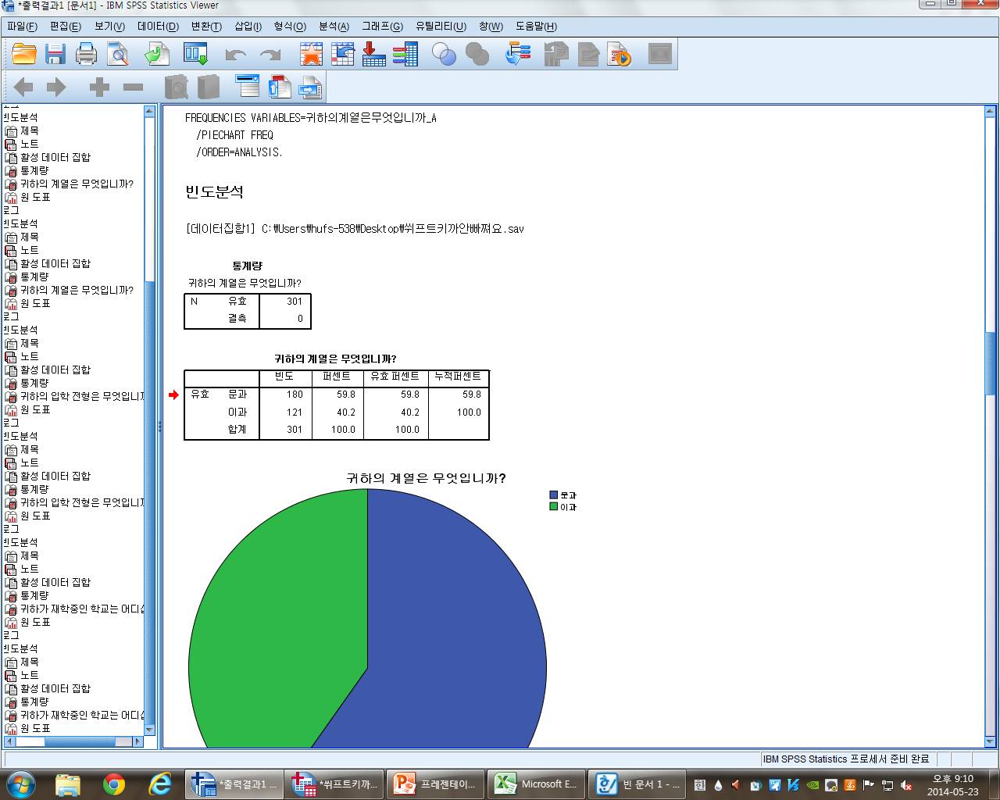 *출력결과1 [문서1] - IBM SPSS Statistics Viewer
파일(F) 편집(E) 보기(V) 데이터(D) 변환(T) 삽입(I) 형식(O) 분석(A) 그래프(G) 유틸리티(U) 창(W) 도움말(H)
로그
빈도분석
제목
노트
활성 데이터 집합
통계량
귀하의 계열은 무엇입니까?
원 도표
로그
빈도분석
제목
노트
활성 데이터 집합
통계량
귀하의 계열은 무엇입니까?
원 도표
로그
빈도분석
제목
노트
활성 데이터 집합
통계량
귀하의 입학 전형은 무엇입니
원 도표
로그
빈도분석
제목
노트
활성 데이터 집합
통계량
귀하의 입학 전형은 무엇입니
원 도표
로그
빈도분석
제목
노트
활성 데이터 집합
통계량
귀하가 재학중인 학교는 어디
원 도표
로그
빈도분석
제목
노트
활성 데이터 집합
통계량
귀하가 재학중인 학교는 어디
원 도표
FREQUENCIES VARIABLES=귀하의계열은무엇입니까_A
/PIECHART FREQ
/ORDER=ANALYSIS.
빈도분석
[데이터집합1] C:\Users\hufs-538\Desktop\쉬프트키까안빠져요.sav
통계량
귀하의 계열은 무엇입니까?
N 유효 301
결측 0
귀하의 계열은 무엇입니까?
빈도 퍼센트 유효 퍼센트 누적퍼센트
유효 문과 180 59.8 59.8 59.8
이과 121 40.2 40.2 100.0
합계 301 100.0 100.0
귀하의 계열은 무엇입니까?
문과
이과
IBM SPSS Statistics 프로세서 준비 완료
*출력결과1 ... *쉬프트키까... 프레젠테이... Microsoft E... 빈 문서 1 - ...
오후 9:10
2014-05-23